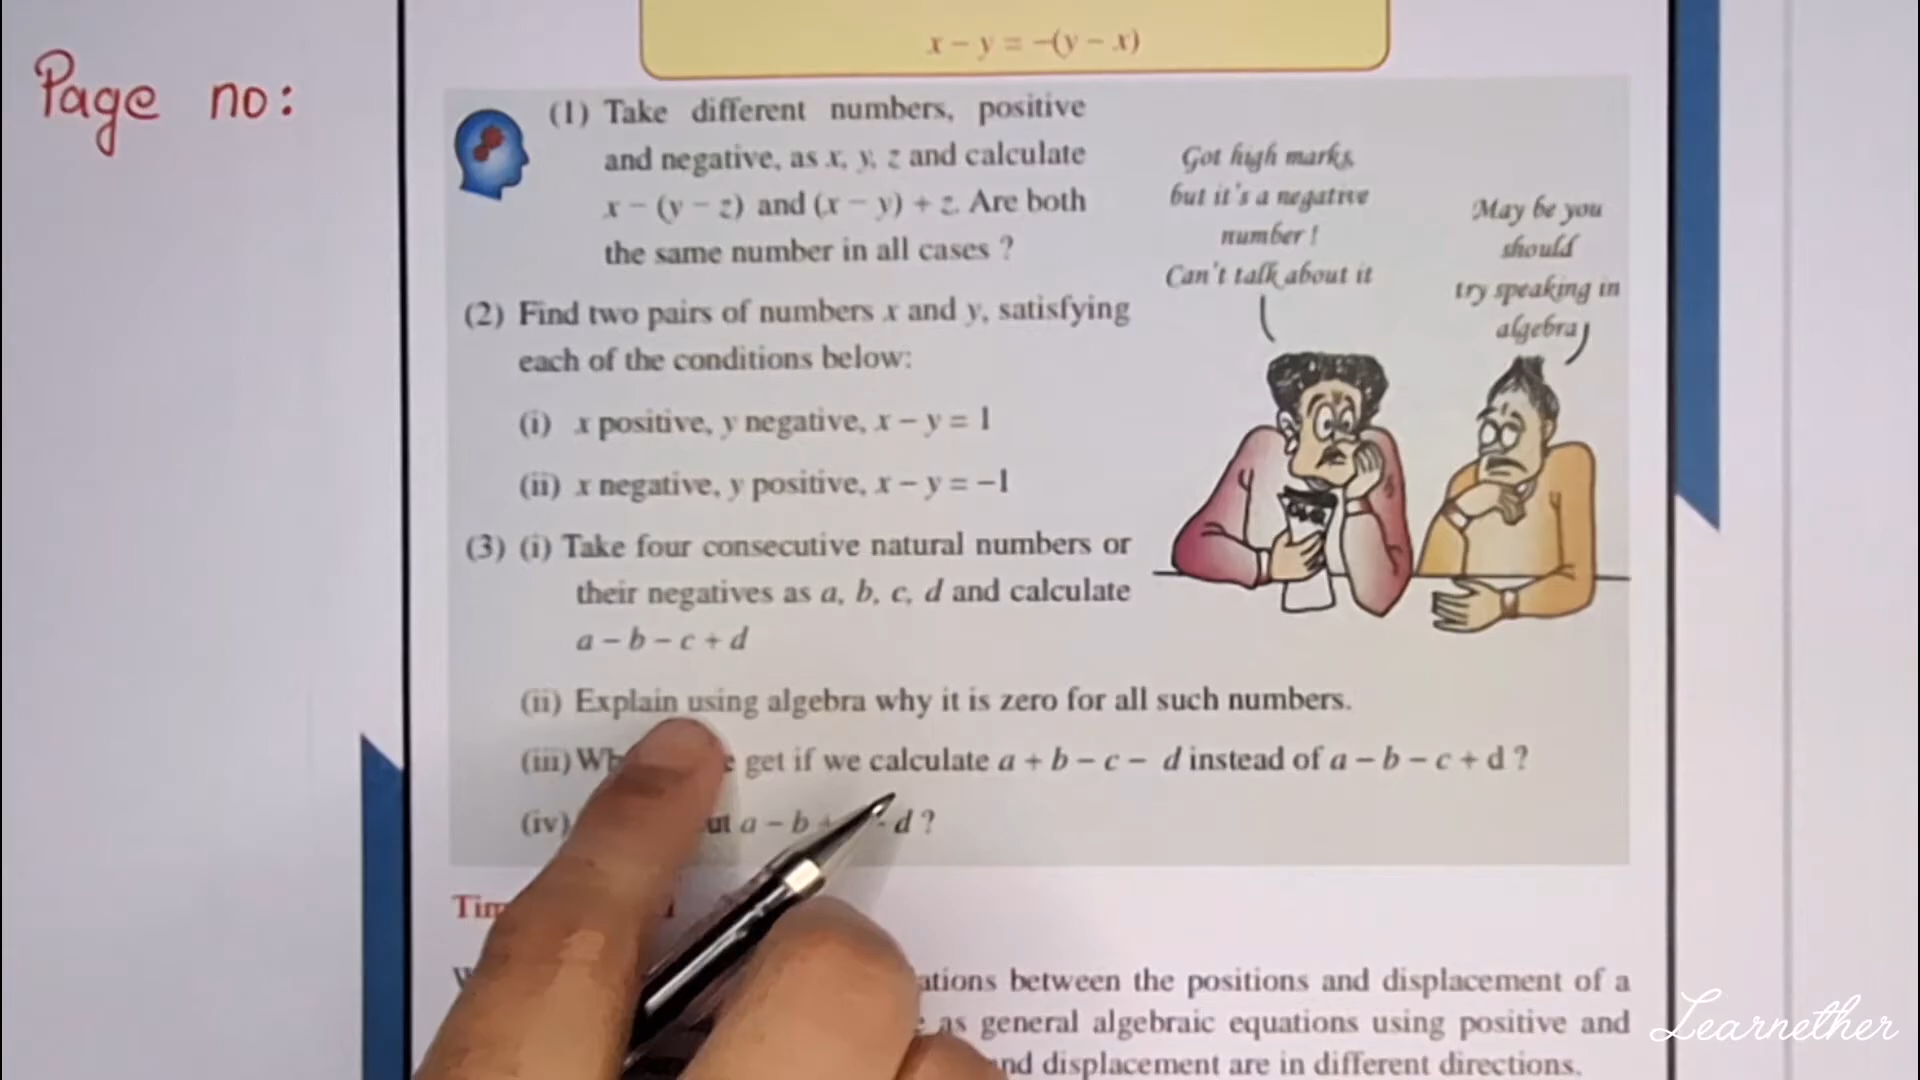 Page no:
x − y = −(y − x)
(1) Take different numbers, positive
and negative, as x, y, z and calculate
x − (y − z) and (x − y) + z. Are both
the same number in all cases ?
Got high marks,
but it's a negative
number !
Can't talk about it
May be you
should
try speaking in
algebra
(2) Find two pairs of numbers x and y, satisfying
each of the conditions below:
(i) x positive, y negative, x − y = 1
(ii) x negative, y positive, x − y = −1
(3) (i) Take four consecutive natural numbers or
their negatives as a, b, c, d and calculate
a − b − c + d
(ii) Explain using algebra why it is zero for all such numbers.
(iii) get if we calculate a + b − c − d instead of a − b − c + d ?
(iv) a − b d ?
between the positions and displacement of a
as general algebraic equations using positive and
displacement are in different directions.
Learnether